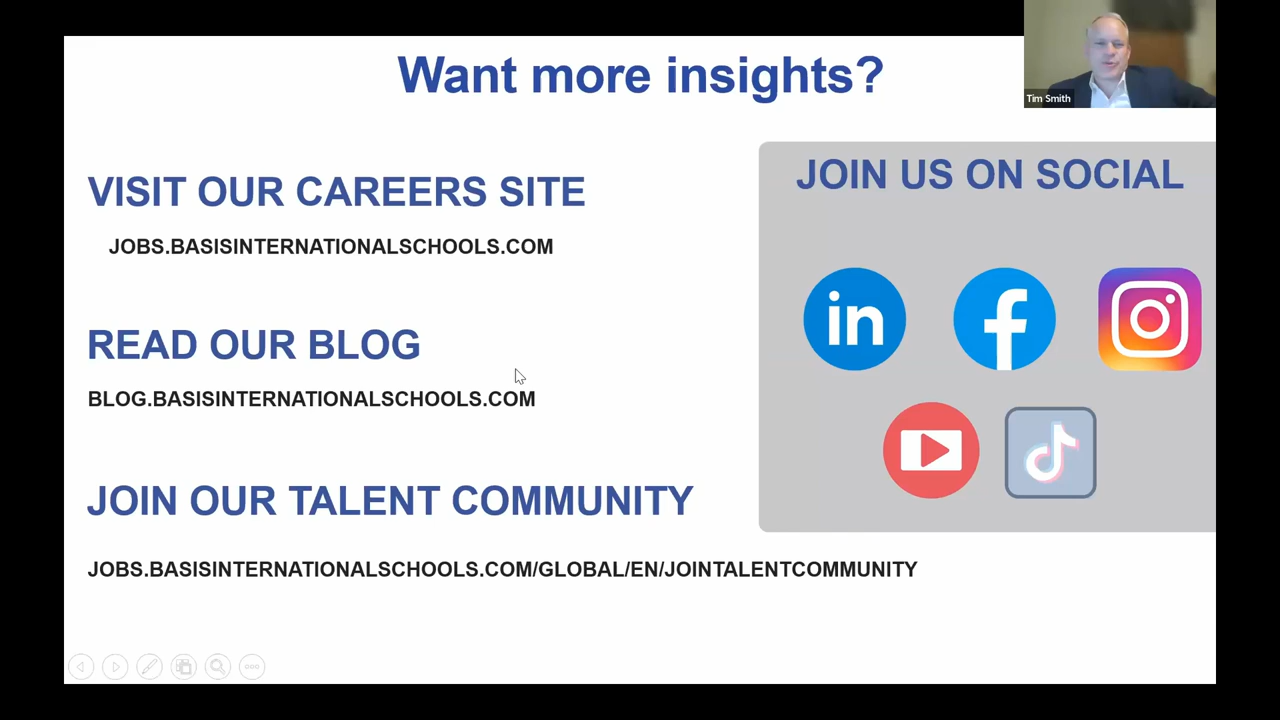 Want more insights?
Tim Smith
VISIT OUR CAREERS SITE
JOBS.BASISINTERNATIONALSCHOOLS.COM
READ OUR BLOG
BLOG.BASISINTERNATIONALSCHOOLS.COM
JOIN OUR TALENT COMMUNITY
JOBS.BASISINTERNATIONALSCHOOLS.COM/GLOBAL/EN/JOINTALENTCOMMUNITY
JOIN US ON SOCIAL
in
f